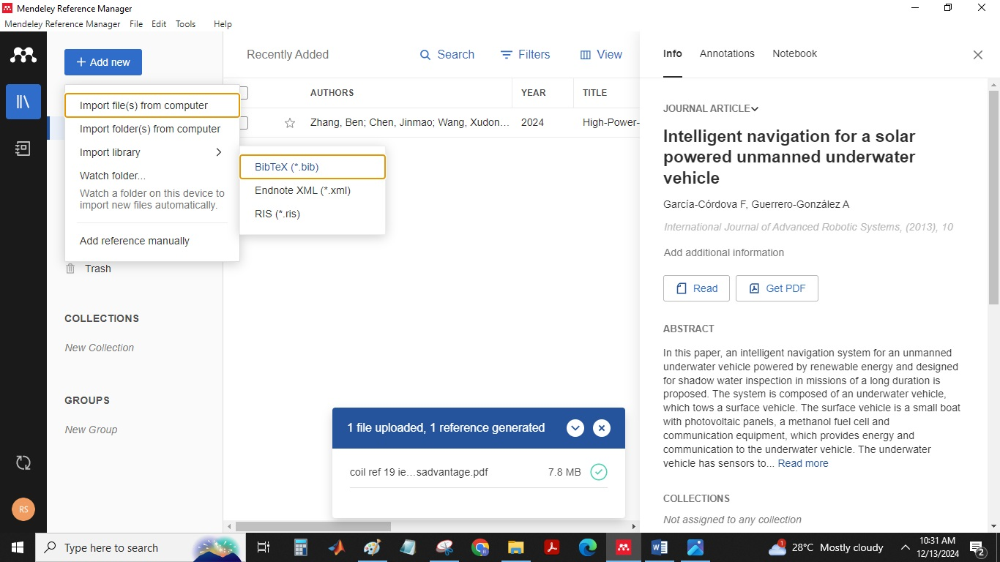 Mendeley Reference Manager
Mendeley Reference Manager File Edit Tools Help
+ Add new
Import file(s) from computer
Import folder(s) from computer
Import library
Watch folder...
Watch a folder on this device to
import new files automatically.
Add reference manually
BibTeX (*.bib)
Endnote XML (*.xml)
RIS (*.ris)
Trash
COLLECTIONS
New Collection
GROUPS
New Group
RS
Recently Added Search Filters View
AUTHORS YEAR TITLE
Zhang, Ben; Chen, Jinmao; Wang, Xudon... 2024 High-Power-
1 file uploaded, 1 reference generated
coil ref 19 ie...sadvantage.pdf 7.8 MB
Info Annotations Notebook
JOURNAL ARTICLE
Intelligent navigation for a solar
powered unmanned underwater
vehicle
García-Córdova F, Guerrero-González A
International Journal of Advanced Robotic Systems, (2013), 10
Add additional information
Read Get PDF
ABSTRACT
In this paper, an intelligent navigation system for an unmanned
underwater vehicle powered by renewable energy and designed
for shadow water inspection in missions of a long duration is
proposed. The system is composed of an underwater vehicle,
which tows a surface vehicle. The surface vehicle is a small boat
with photovoltaic panels, a methanol fuel cell and
communication equipment, which provides energy and
communication to the underwater vehicle. The underwater
vehicle has sensors to... Read more
COLLECTIONS
Not assigned to any collection
Type here to search
1
28°C Mostly cloudy
10:31 AM
12/13/2024
2